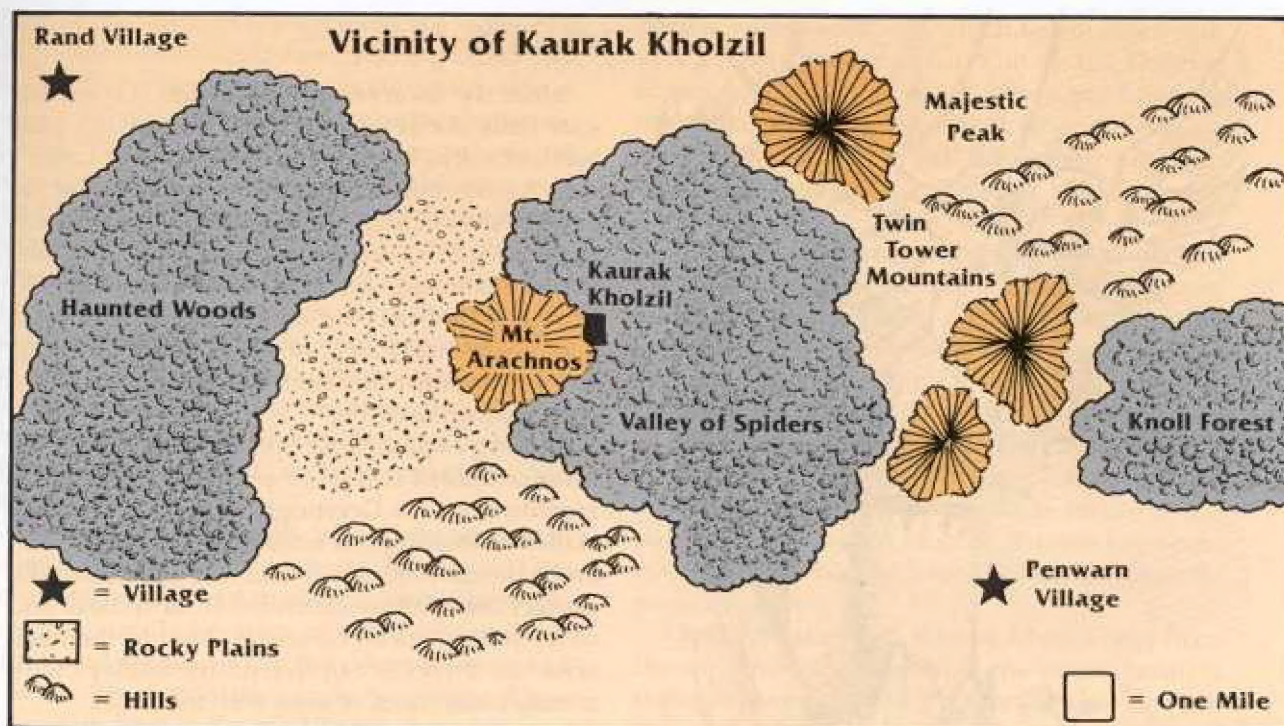 Rand Village
Vicinity of Kaurak Kholzil
Majestic
Peak
Twin
Tower
Mountains
Kaurak
Kholzil
Haunted Woods
Mt.
Arachnos
Valley of Spiders
Knoll Forest
Penwarn
Village
= Village
= Rocky Plains
= Hills
= One Mile